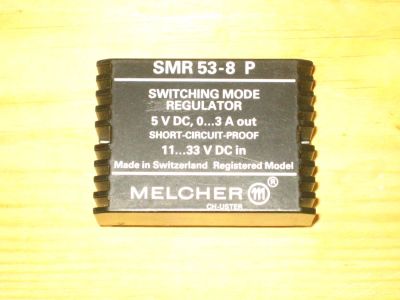 SMR 53-8 P
SWITCHING MODE
REGULATOR
5 V DC, 0...3 A out
SHORT-CIRCUIT-PROOF
11...33 V DC in
Made in Switzerland Registered Model
MELCHER m ®
CH-USTER